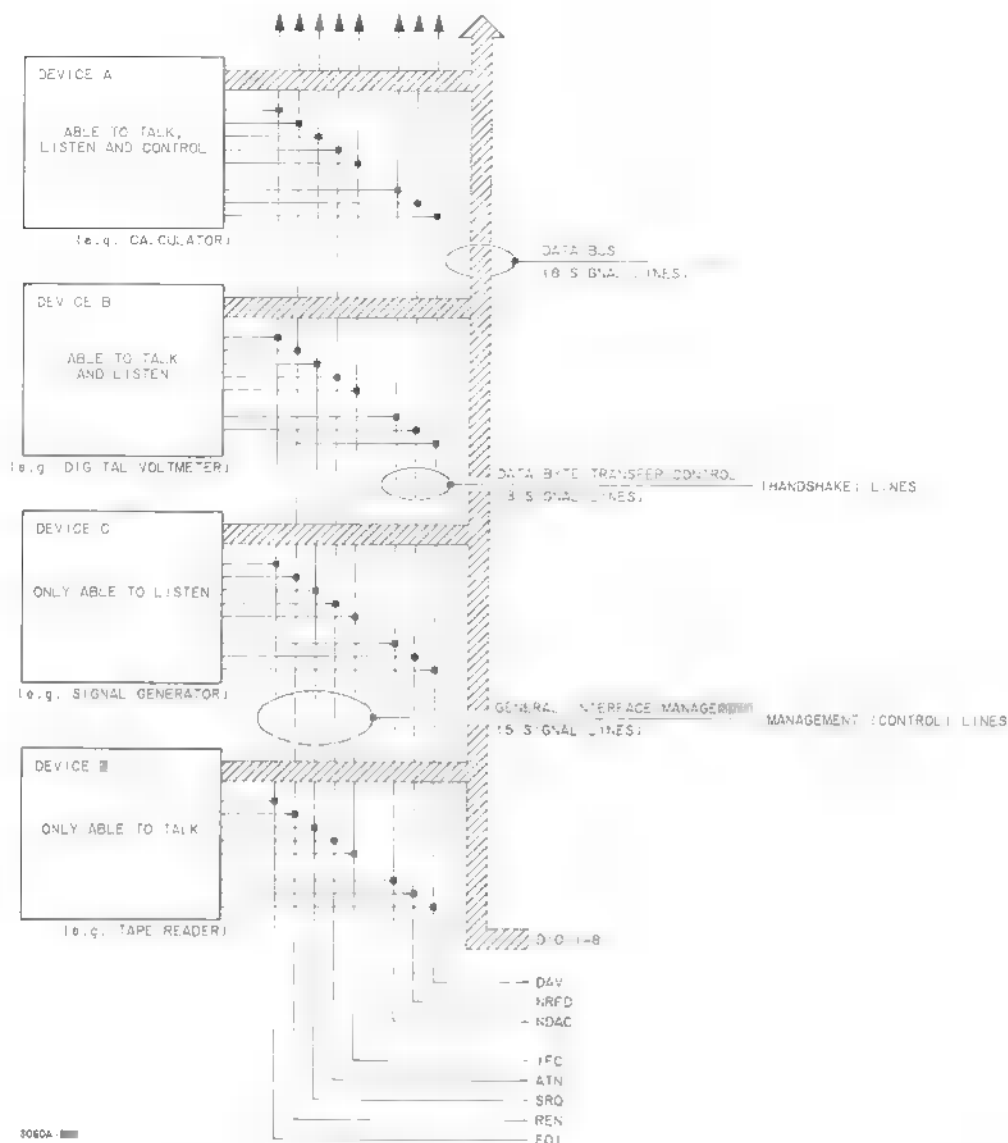 DEVICE A
ABLE TO TALK,
LISTEN AND CONTROL
(e.g. CALCULATOR)
DATA BUS
(8 SIGNAL LINES)
DEVICE B
ABLE TO TALK
AND LISTEN
(e.g. DIGITAL VOLTMETER)
DATA BYTE TRANSFER CONTROL
(3 SIGNAL LINES)
(HANDSHAKE) LINES
DEVICE C
ONLY ABLE TO LISTEN
(e.g. SIGNAL GENERATOR)
GENERAL INTERFACE
(5 SIGNAL LINES)
MANAGEMENT (CONTROL) LINES
DEVICE
ONLY ABLE TO TALK
(e.g. TAPE READER)
DIO 1-8
DAV
NRFD
NDAC
IFC
ATN
SRQ
REN
EOI